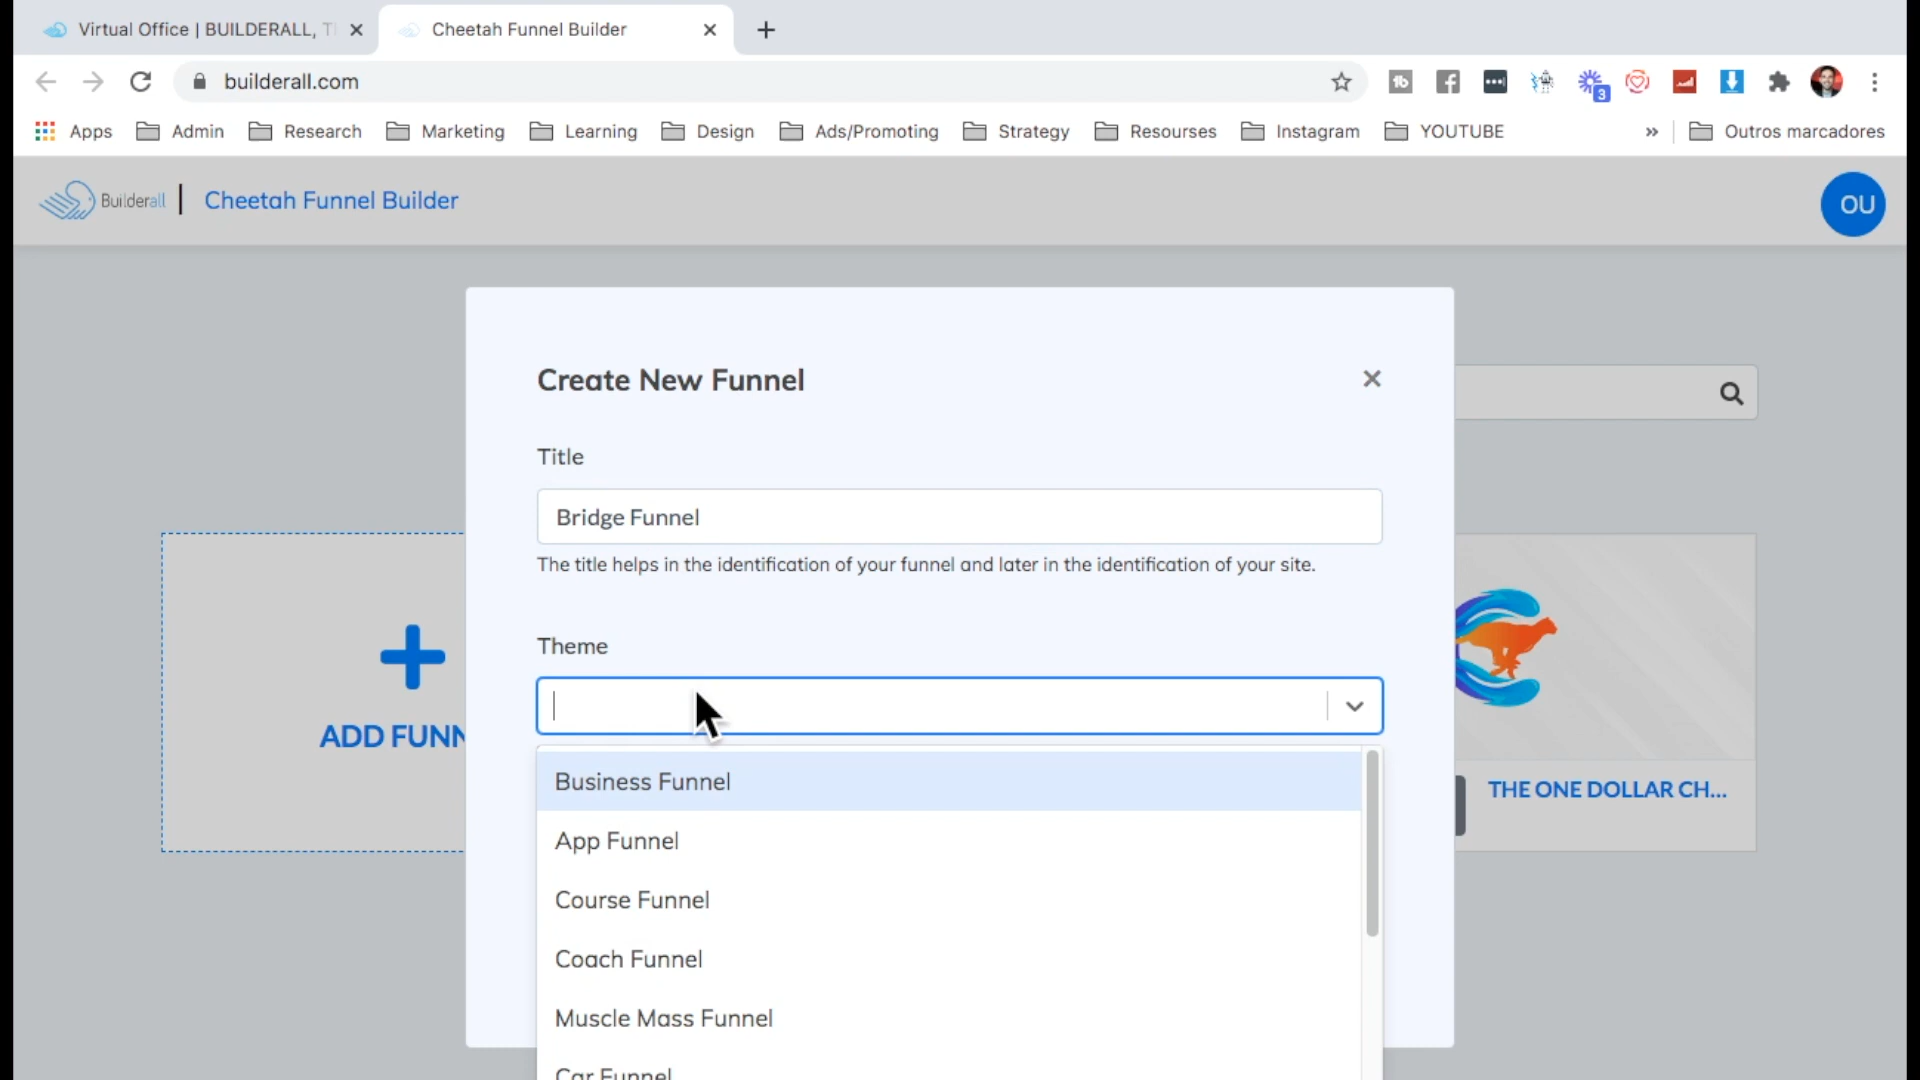 Virtual Office | BUILDERALL, T
Cheetah Funnel Builder
builderall.com
3
Apps
Admin
Research
Marketing
Learning
Design
Ads/Promoting
Strategy
Resourses
Instagram
YOUTUBE
Outros marcadores
Builderall
Cheetah Funnel Builder
OU
Create New Funnel
Title
Bridge Funnel
The title helps in the identification of your funnel and later in the identification of your site.
Theme
ADD FUNN
Business Funnel
THE ONE DOLLAR CH...
App Funnel
Course Funnel
Coach Funnel
Muscle Mass Funnel
Car Funnel